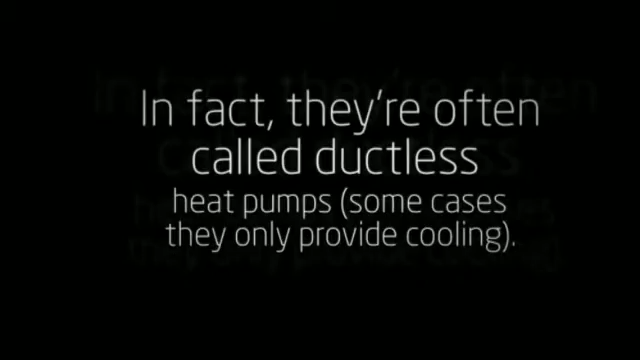 In fact, they're often
called ductless
heat pumps (some cases
they only provide cooling).